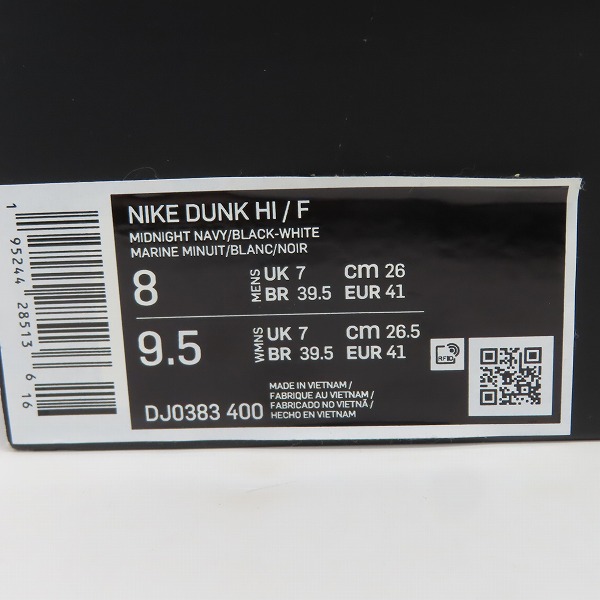 NIKE DUNK HI / F
MIDNIGHT NAVY/BLACK-WHITE
MARINE MINUIT/BLANC/NOIR
8 MENS UK 7 CM 26
BR 39.5 EUR 41
9.5 WMNS UK 7 CM 26.5
BR 39.5 EUR 41
RFID
DJ0383 400
MADE IN VIETNAM /
FABRIQUE AU VIETNAM /
FABRICADO NO VIETNÃ /
HECHO EN VIETNAM
1 95244 28513 6 16